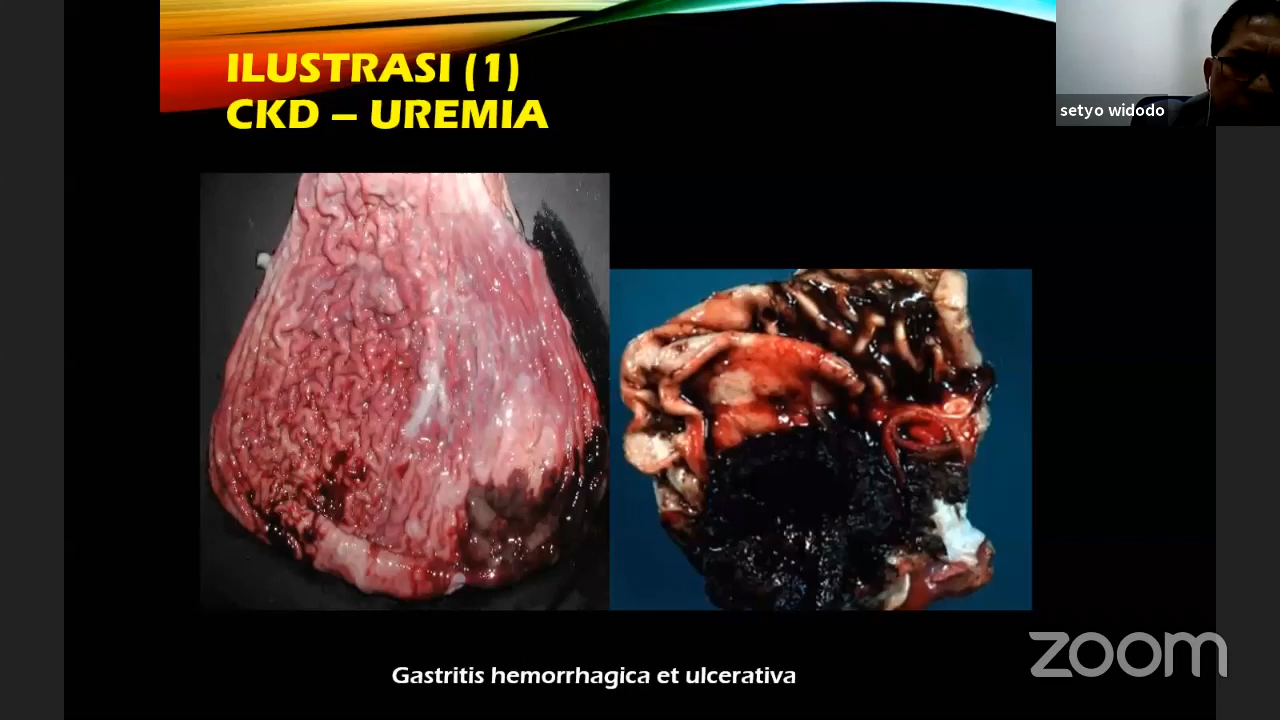 ILUSTRASI (1)
CKD – UREMIA
setyo widodo
Gastritis hemorrhagica et ulcerativa
zoom